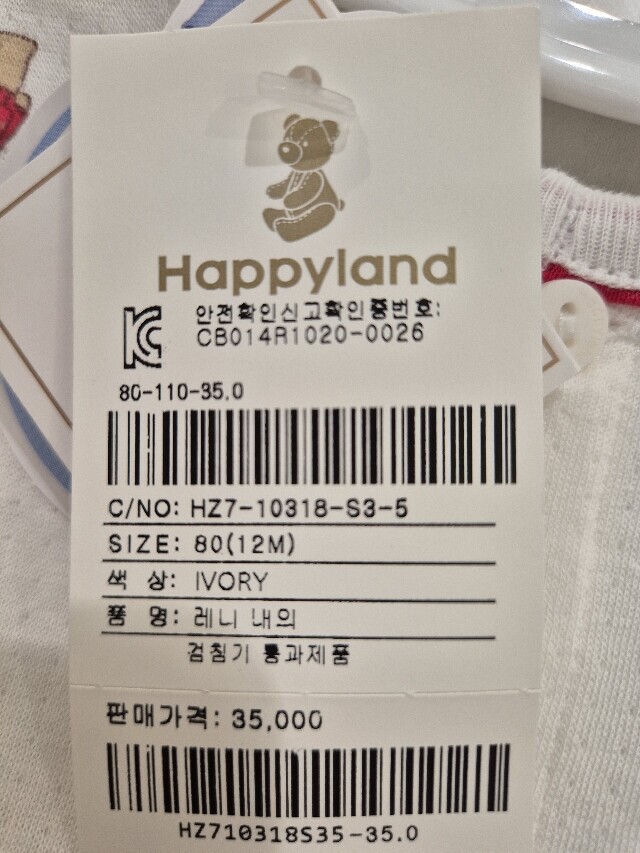 Happyland
안전확인신고확인증번호:
CB014R1020-0026
80-110-35.0
C/NO: HZ7-10318-S3-5
SIZE: 80(12M)
색 상: IVORY
품 명: 레니 내의
검침기 통과제품
판매가격: 35,000
HZ710318S35-35.0